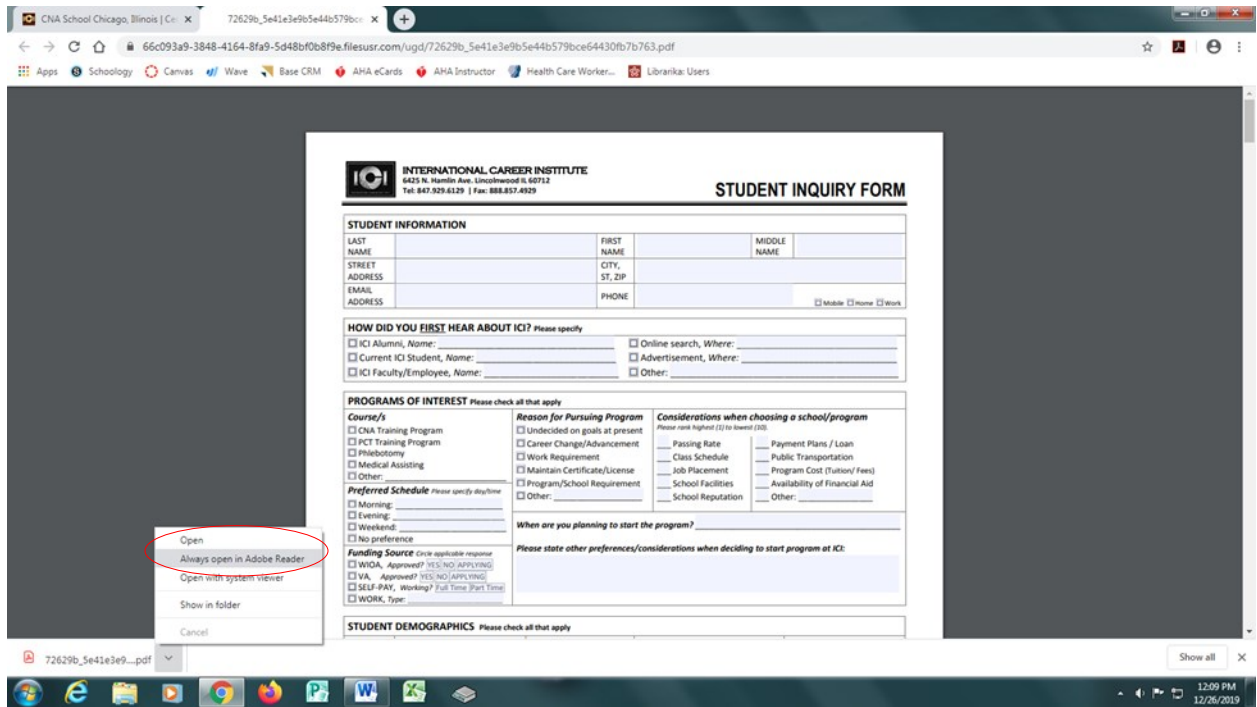 CNA School Chicago, Illinois | Ce
72629b_5e41e3e9b5e44b579bce
66c093a9-3848-4164-8fa9-5d48bf0b8f9e.filesusr.com/ugd/72629b_5e41e3e9b5e44b579bce64430fb7b763.pdf
Apps Schoology Canvas Wave Base CRM AHA eCards AHA Instructor Health Care Worker... Librarika: Users
ICI
INTERNATIONAL CAREER INSTITUTE
6425 N. Hamlin Ave. Lincolnwood IL 60712
Tel: 847.929.6129 | Fax: 888.857.4929
STUDENT INQUIRY FORM
STUDENT INFORMATION
LAST NAME FIRST NAME MIDDLE NAME
STREET ADDRESS CITY, ST, ZIP
EMAIL ADDRESS PHONE Mobile Home Work
HOW DID YOU FIRST HEAR ABOUT ICI? Please specify
ICI Alumni, Name: Online search, Where:
Current ICI Student, Name: Advertisement, Where:
ICI Faculty/Employee, Name: Other:
PROGRAMS OF INTEREST Please check all that apply
Course/s
CNA Training Program
PCT Training Program
Phlebotomy
Medical Assisting
Other:
Preferred Schedule Please specify day/time
Morning:
Evening:
Weekend:
No preference
Funding Source Circle applicable response
WIOA, Approved? YES NO APPLYING
VA, Approved? YES NO APPLYING
SELF-PAY, Working? Full Time Part Time
WORK, Type:
Reason for Pursuing Program
Undecided on goals at present
Career Change/Advancement
Work Requirement
Maintain Certificate/License
Program/School Requirement
Other:
Considerations when choosing a school/program
Please rank highest (1) to lowest (10).
Passing Rate Payment Plans / Loan
Class Schedule Public Transportation
Job Placement Program Cost (Tuition/ Fees)
School Facilities Availability of Financial Aid
School Reputation Other:
When are you planning to start the program?
Please state other preferences/considerations when deciding to start program at ICI:
STUDENT DEMOGRAPHICS Please check all that apply
Open
Always open in Adobe Reader
Open with system viewer
Show in folder
Cancel
72629b_5e41e3e9....pdf
Show all
12:09 PM
12/26/2019